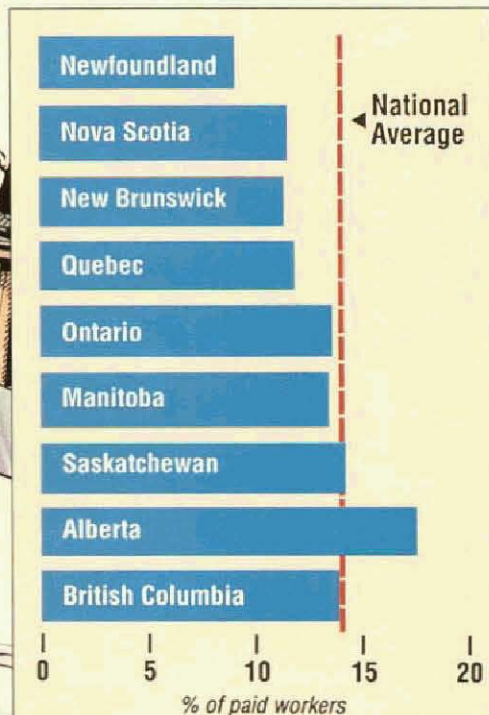 Newfoundland
Nova Scotia
◄ National
Average
New Brunswick
Quebec
Ontario
Manitoba
Saskatchewan
Alberta
British Columbia
0 5 10 15 20
% of paid workers